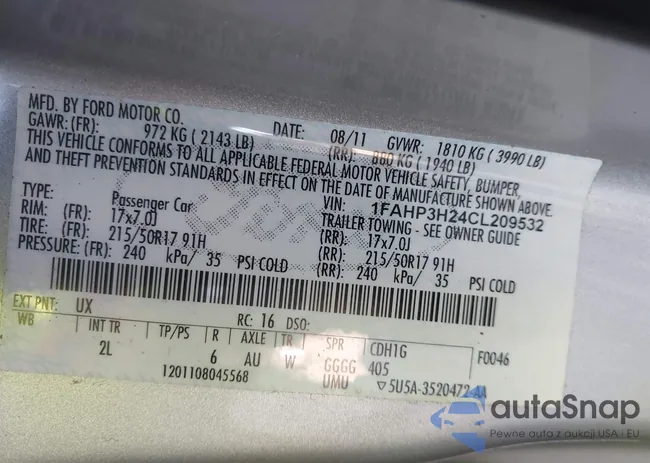 MFD. BY FORD MOTOR CO.
DATE: 08/11 GVWR: 1810 KG ( 3990 LB)
GAWR: (FR): 972 KG ( 2143 LB) (RR): 880 KG ( 1940 LB)
THIS VEHICLE CONFORMS TO ALL APPLICABLE FEDERAL MOTOR VEHICLE SAFETY, BUMPER,
AND THEFT PREVENTION STANDARDS IN EFFECT ON THE DATE OF MANUFACTURE SHOWN ABOVE.
VIN: 1FAHP3H24CL209532
TYPE: Passenger Car TRAILER TOWING - SEE OWNER GUIDE
RIM: (FR): 17x7.0J (RR): 17x7.0J
TIRE: (FR): 215/50R17 91H (RR): 215/50R17 91H
PRESSURE: (FR): 240 kPa/ 35 PSI COLD (RR): 240 kPa/ 35 PSI COLD
EXT PNT: UX RC: 16 DSO:
WB INT TR TP/PS R AXLE TR SPR CDH1G F0046
2L 6 AU W GGGG 405
1201108045568 UMU ▽5U5A-3520472-AA
autaSnap
Pewne auto z aukcji USA i EU